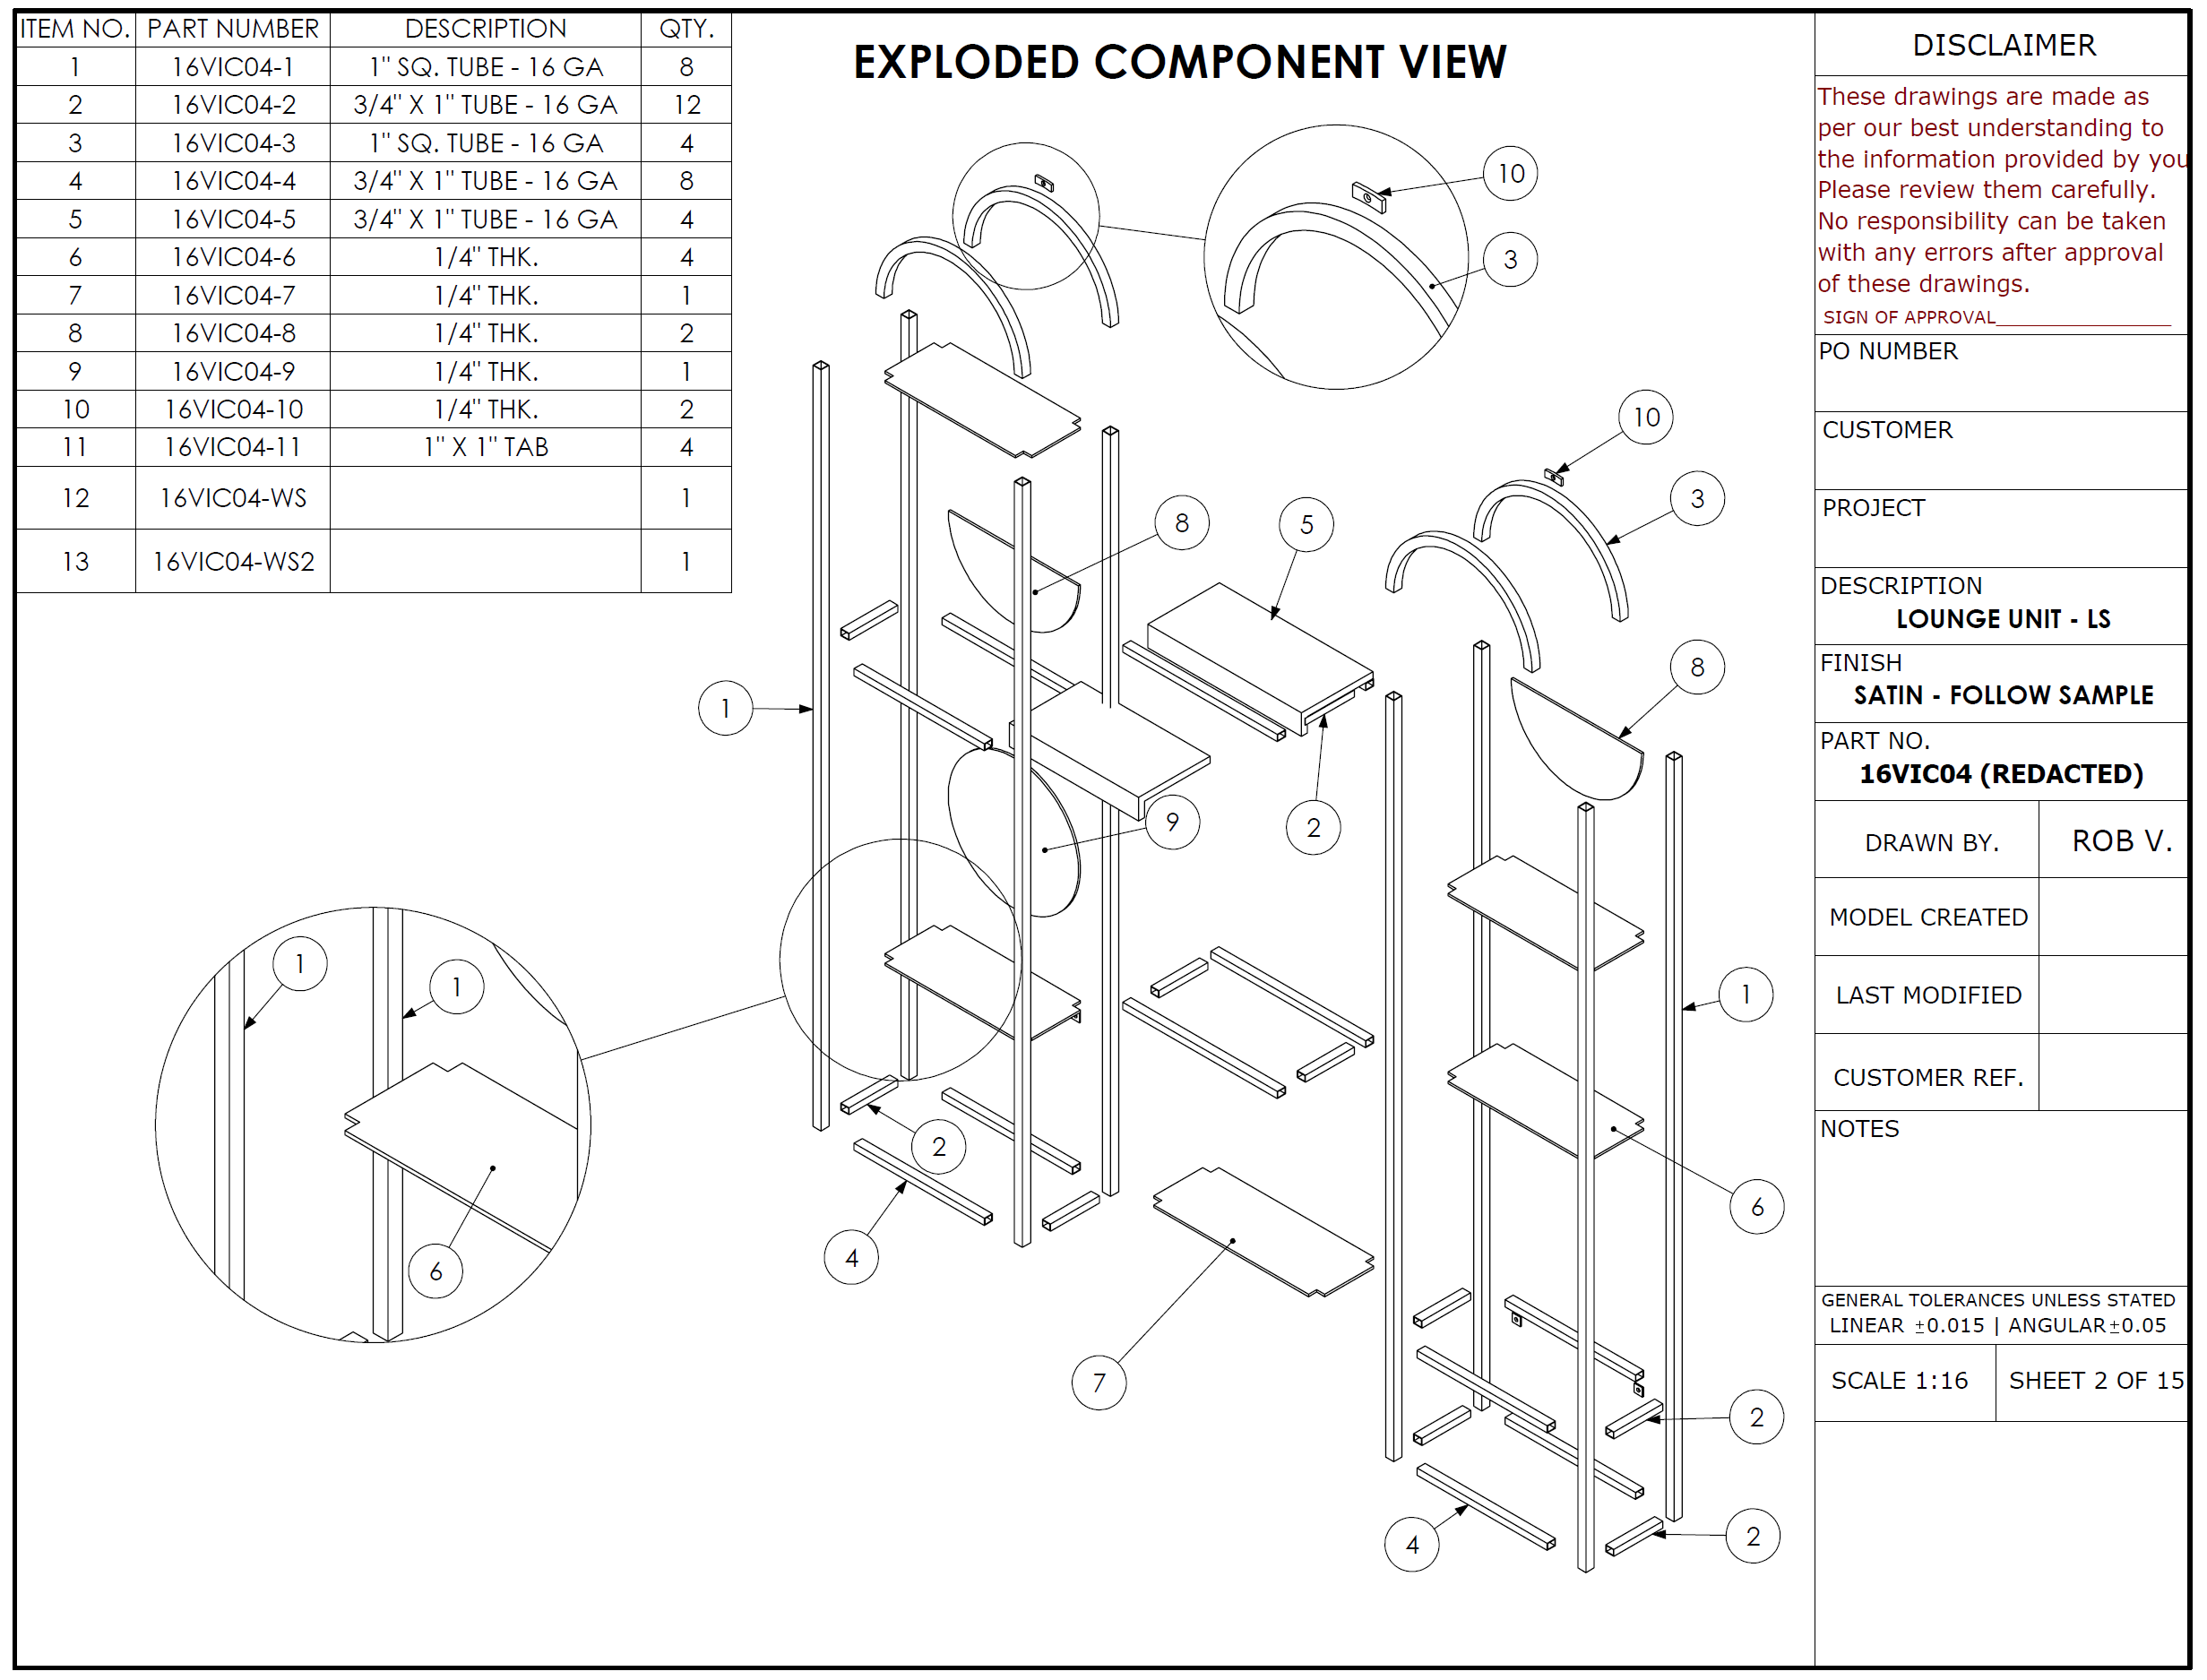 ITEM NO. PART NUMBER DESCRIPTION QTY.
1 16VIC04-1 1" SQ. TUBE - 16 GA 8
2 16VIC04-2 3/4" X 1" TUBE - 16 GA 12
3 16VIC04-3 1" SQ. TUBE - 16 GA 4
4 16VIC04-4 3/4" X 1" TUBE - 16 GA 8
5 16VIC04-5 3/4" X 1" TUBE - 16 GA 4
6 16VIC04-6 1/4" THK. 4
7 16VIC04-7 1/4" THK. 1
8 16VIC04-8 1/4" THK. 2
9 16VIC04-9 1/4" THK. 1
10 16VIC04-10 1/4" THK. 2
11 16VIC04-11 1" X 1" TAB 4
12 16VIC04-WS 1
13 16VIC04-WS2 1
EXPLODED COMPONENT VIEW
10
3
10
3
8
5
8
1
2
9
1
1
1
2
6
4
6
7
2
4
2
DISCLAIMER
These drawings are made as
per our best understanding to
the information provided by you
Please review them carefully.
No responsibility can be taken
with any errors after approval
of these drawings.
SIGN OF APPROVAL____________________
PO NUMBER
CUSTOMER
PROJECT
DESCRIPTION
LOUNGE UNIT - LS
FINISH
SATIN - FOLLOW SAMPLE
PART NO.
16VIC04 (REDACTED)
DRAWN BY. ROB V.
MODEL CREATED
LAST MODIFIED
CUSTOMER REF.
NOTES
GENERAL TOLERANCES UNLESS STATED
LINEAR ±0.015 | ANGULAR±0.05
SCALE 1:16 SHEET 2 OF 15